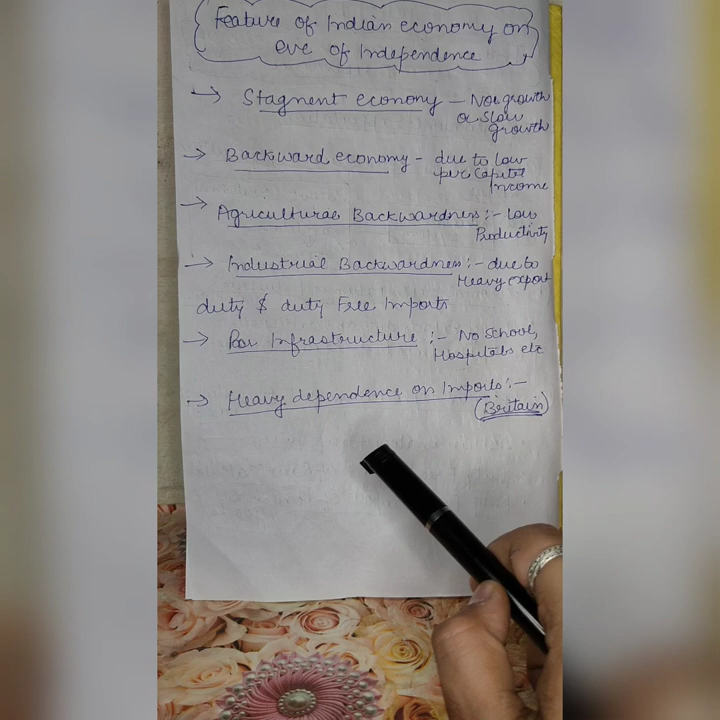 Feature of Indian economy on
eve of Independence
→ Stagnent economy – No growth
or Slow
growth
→ Backward economy – due to low
per Capital
Income
→ Agricultural Backwardness :– Low
Productivity
→ Industrial Backwardness :– due to
Heavy export
duty & duty Free Imports
→ Poor Infrastructure :– No School,
Hospitals etc
→ Heavy dependence on Imports :–
(Britain)